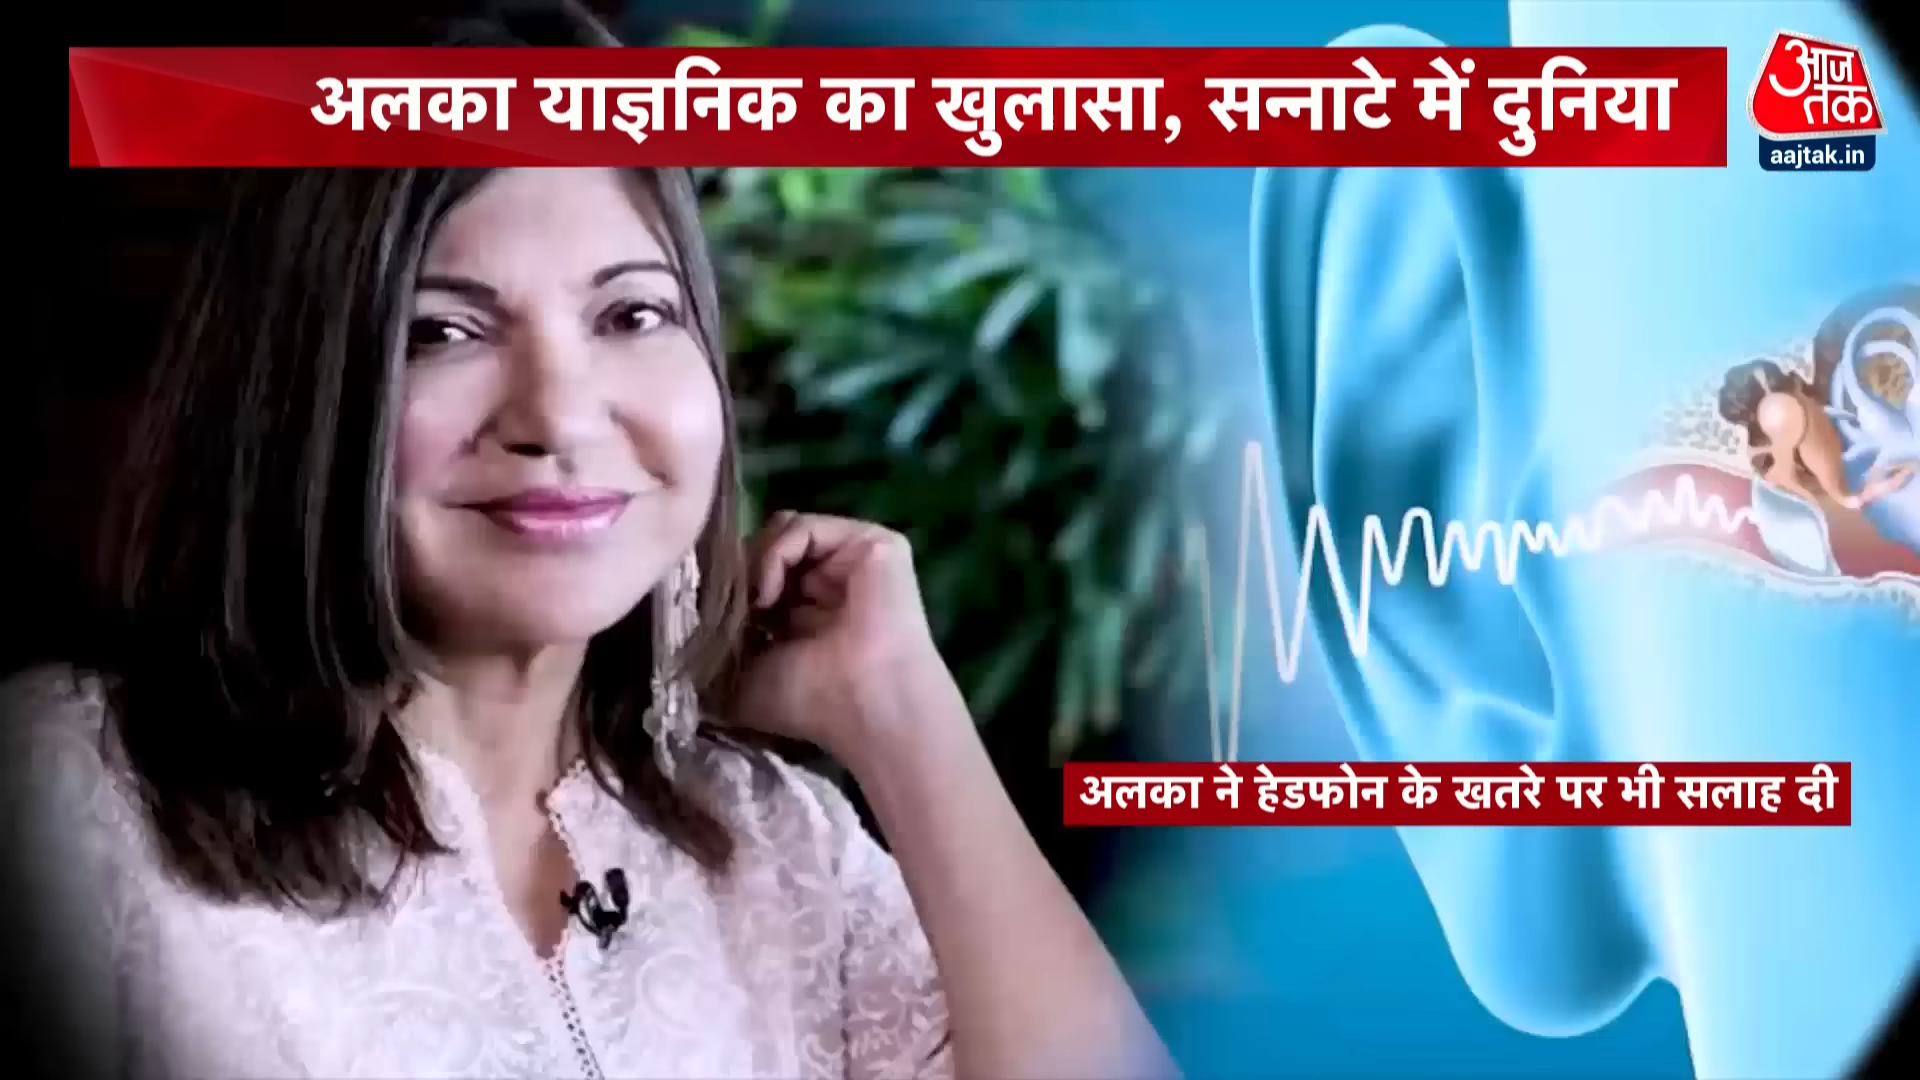 अलका याज्ञनिक का खुलासा, सन्नाटे में दुनिया
आज
तक
aajtak.in
अलका ने हेडफोन के खतरे पर भी सलाह दी